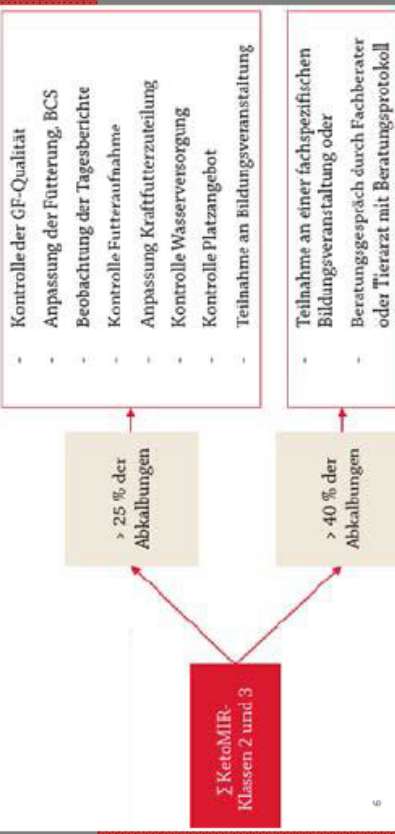 Σ KetoMIR-
Klassen 2 und 3
> 25 % der
Abkalbungen
- Kontrolle der GF-Qualität
- Anpassung der Fütterung, BCS
- Beobachtung der Tagesberichte
- Kontrolle Futteraufnahme
- Anpassung Kraftfutterzuteilung
- Kontrolle Wasserversorgung
- Kontrolle Platzangebot
- Teilnahme an Bildungsveranstaltung
> 40 % der
Abkalbungen
- Teilnahme an einer fachspezifischen
Bildungsveranstaltung oder
- Beratungsgespräch durch Fachberater
oder Tierarzt mit Beratungsprotokoll
6